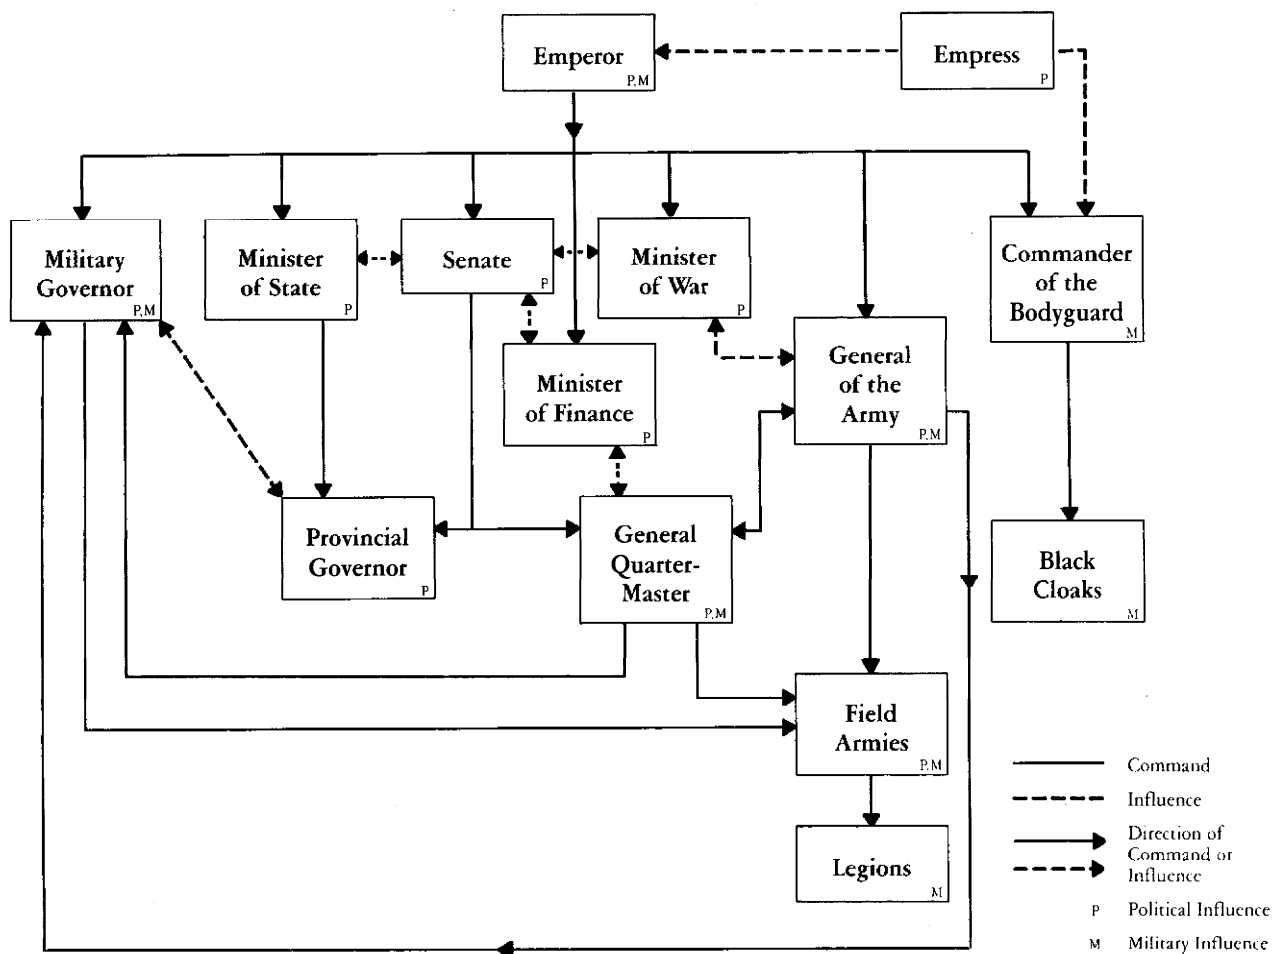 Emperor
P,M
Empress
P
Military
Governor
P,M
Minister
of State
P
Senate
P
Minister
of War
P
Commander
of the
Bodyguard
M
Minister
of Finance
P
General
of the
Army
P,M
Provincial
Governor
P
General
Quarter-
Master
P,M
Black
Cloaks
M
Field
Armies
P,M
Legions
M
Command
Influence
Direction of
Command or
Influence
P Political Influence
M Military Influence